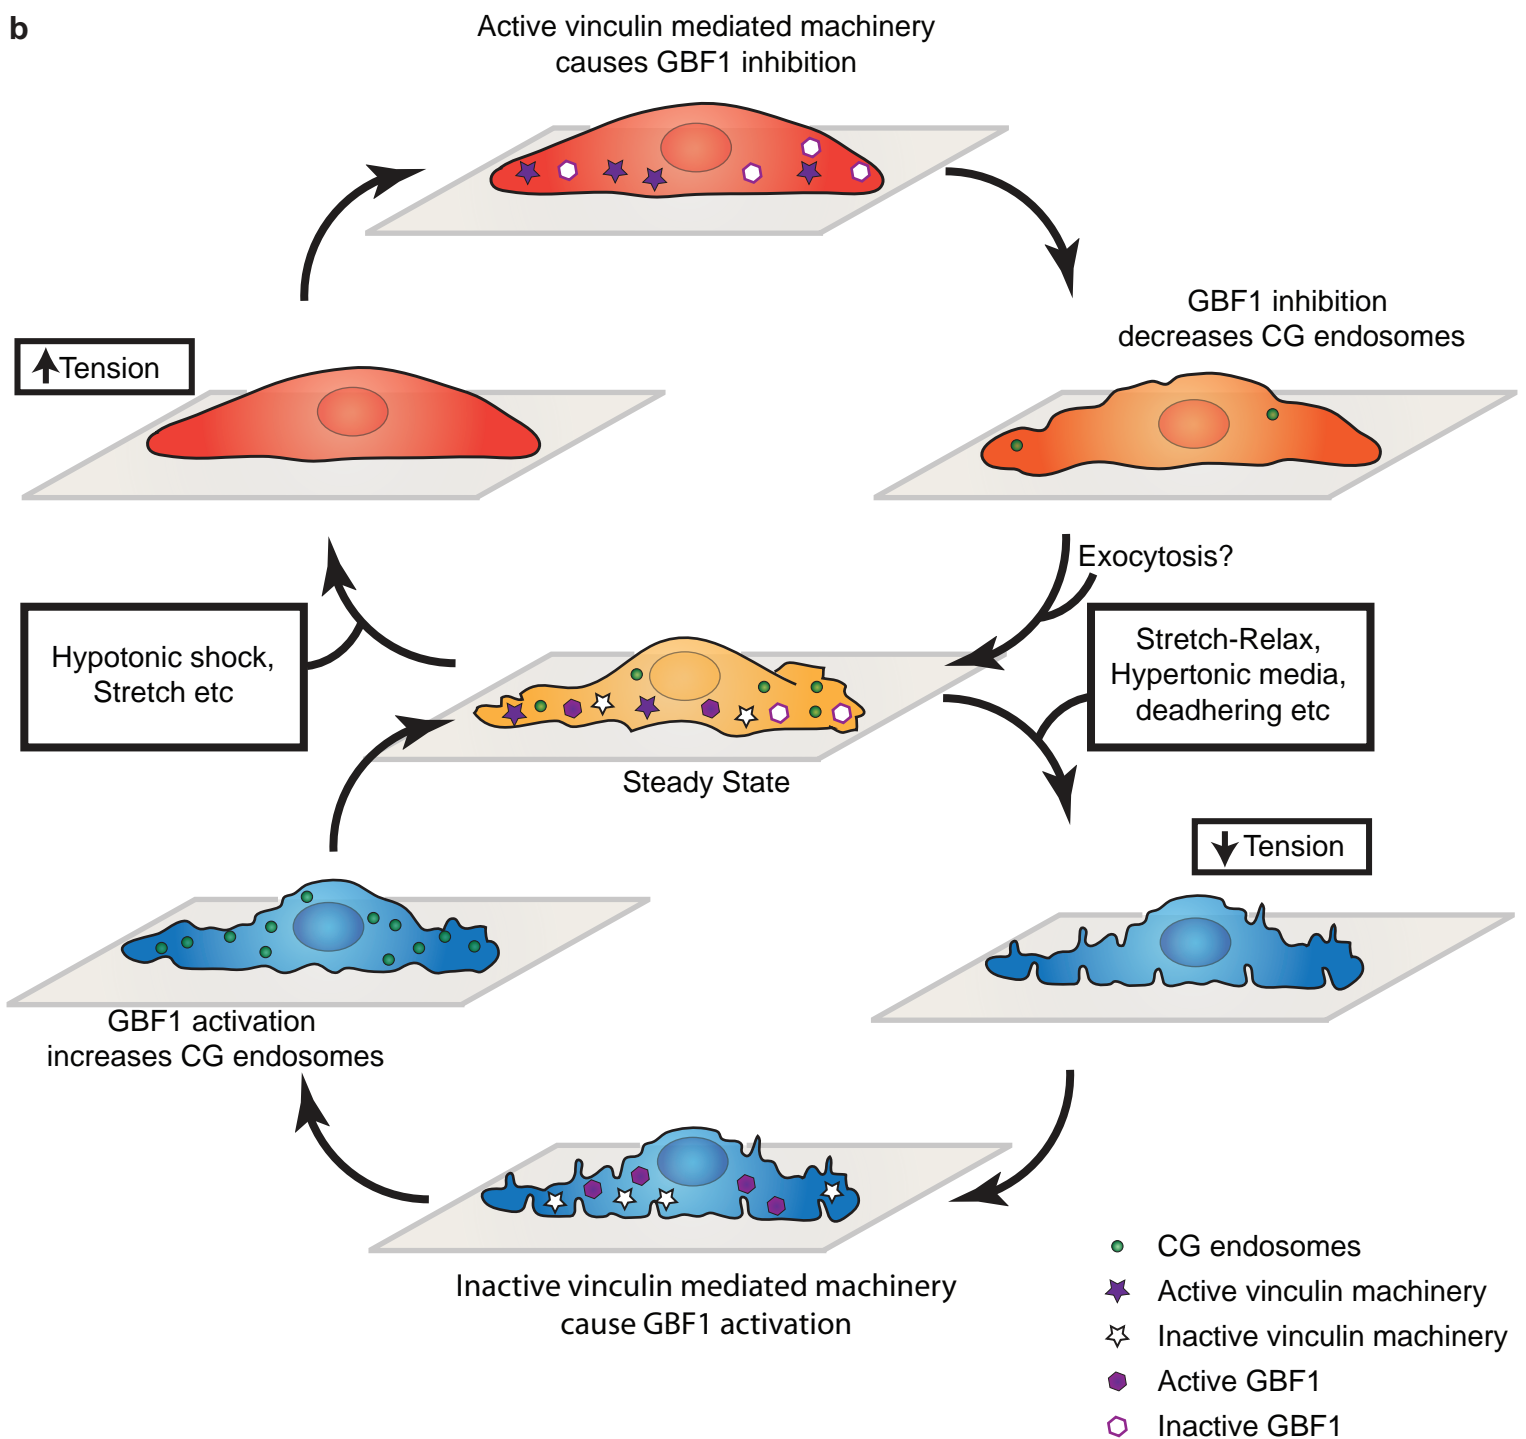 b
Active vinculin mediated machinery
causes GBF1 inhibition
GBF1 inhibition
decreases CG endosomes
Tension
Exocytosis?
Hypotonic shock,
Stretch etc
Stretch-Relax,
Hypertonic media,
deadhering etc
Steady State
Tension
GBF1 activation
increases CG endosomes
Inactive vinculin mediated machinery
cause GBF1 activation
CG endosomes
Active vinculin machinery
Inactive vinculin machinery
Active GBF1
Inactive GBF1